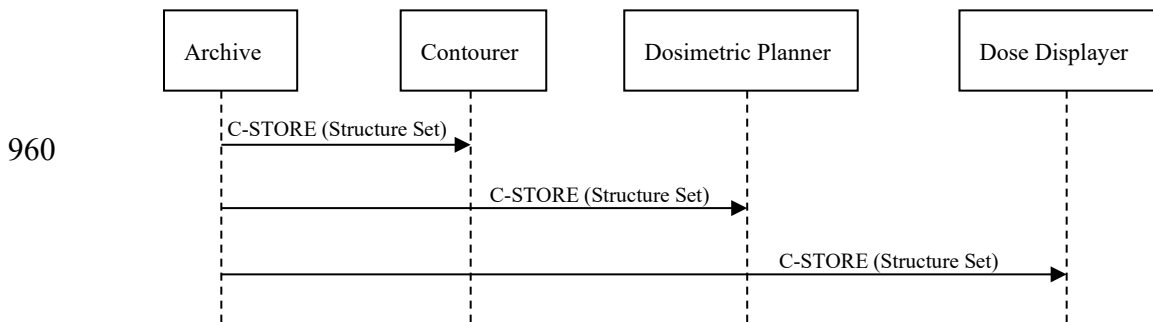 Archive
Contourer
Dosimetric Planner
Dose Displayer
C-STORE (Structure Set)
960
C-STORE (Structure Set)
C-STORE (Structure Set)